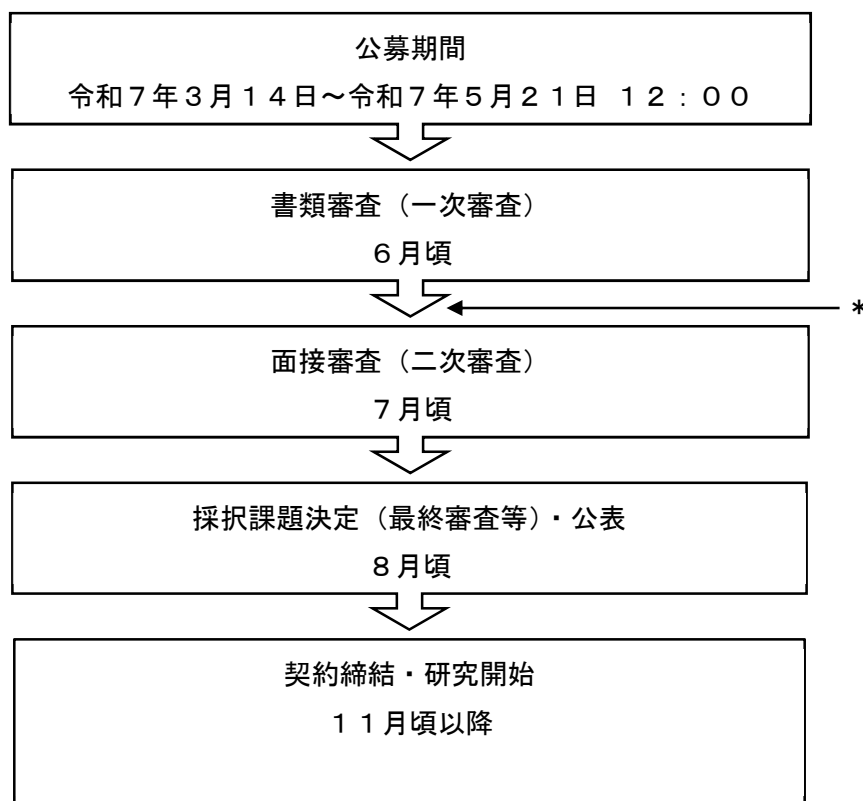 公募期間
令和７年３月１４日～令和７年５月２１日 １２：００
書類審査（一次審査）
６月頃
*
面接審査（二次審査）
７月頃
採択課題決定（最終審査等）・公表
８月頃
契約締結・研究開始
１１月頃以降